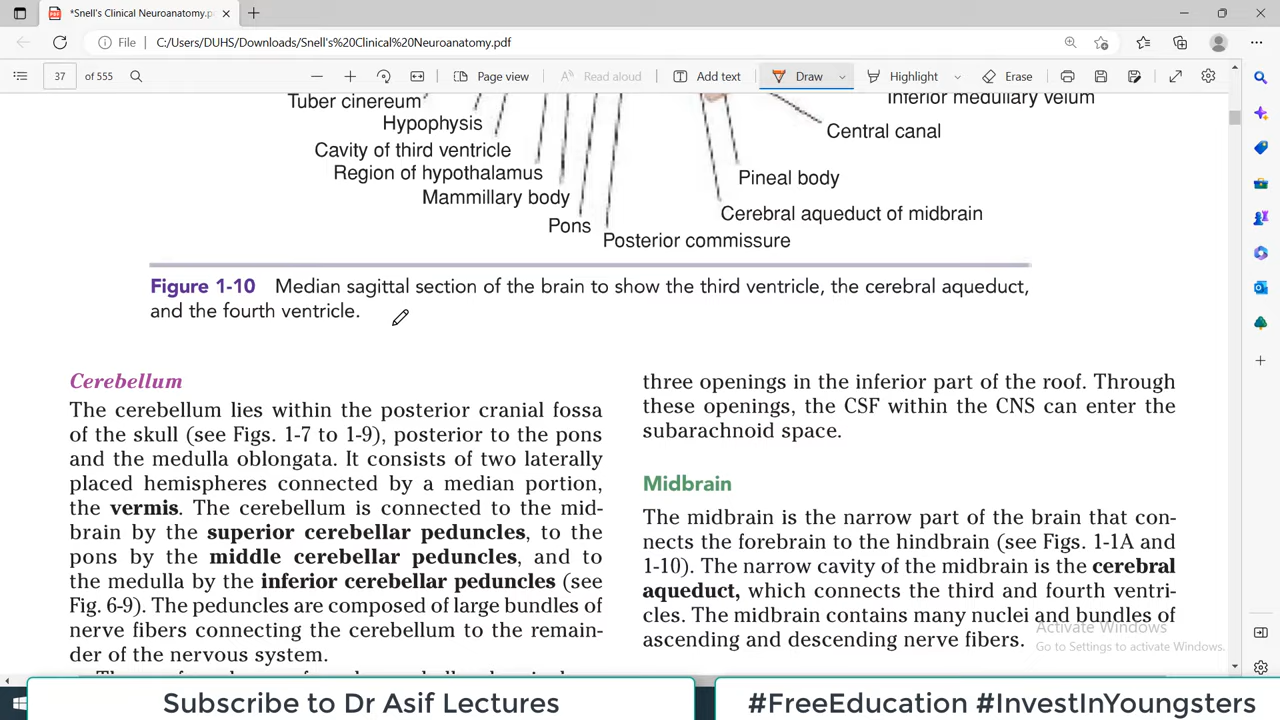 *Snell's Clinical Neuroanatomy.p
File
C:/Users/DUHS/Downloads/Snell's%20Clinical%20Neuroanatomy.pdf
37 of 555
Page view
Read aloud
Add text
Draw
Highlight
Erase
Tuber cinereum
Hypophysis
Cavity of third ventricle
Region of hypothalamus
Mammillary body
Pons
Posterior commissure
Cerebral aqueduct of midbrain
Pineal body
Central canal
Inferior medullary velum
Figure 1-10 Median sagittal section of the brain to show the third ventricle, the cerebral aqueduct,
and the fourth ventricle.
Cerebellum
The cerebellum lies within the posterior cranial fossa
of the skull (see Figs. 1-7 to 1-9), posterior to the pons
and the medulla oblongata. It consists of two laterally
placed hemispheres connected by a median portion,
the vermis. The cerebellum is connected to the mid-
brain by the superior cerebellar peduncles, to the
pons by the middle cerebellar peduncles, and to
the medulla by the inferior cerebellar peduncles (see
Fig. 6-9). The peduncles are composed of large bundles of
nerve fibers connecting the cerebellum to the remain-
der of the nervous system.
three openings in the inferior part of the roof. Through
these openings, the CSF within the CNS can enter the
subarachnoid space.
Midbrain
The midbrain is the narrow part of the brain that con-
nects the forebrain to the hindbrain (see Figs. 1-1A and
1-10). The narrow cavity of the midbrain is the cerebral
aqueduct, which connects the third and fourth ventri-
cles. The midbrain contains many nuclei and bundles of
ascending and descending nerve fibers.
Activate Windows
Go to Settings to activate Windows.
Subscribe to Dr Asif Lectures
#FreeEducation #InvestInYoungsters